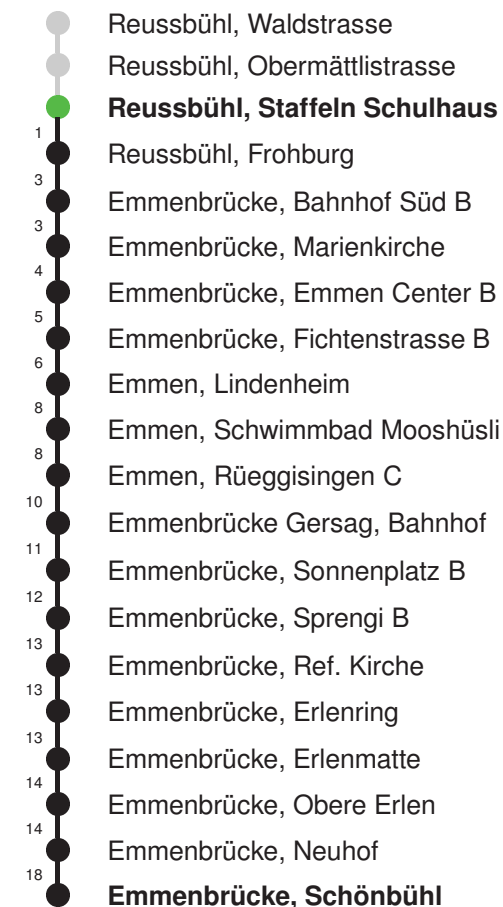 Reussbühl, Waldstrasse
Reussbühl, Obermättlistrasse
Reussbühl, Staffeln Schulhaus
1
Reussbühl, Frohburg
3
Emmenbrücke, Bahnhof Süd B
3
Emmenbrücke, Marienkirche
4
Emmenbrücke, Emmen Center B
5
Emmenbrücke, Fichtenstrasse B
6
Emmen, Lindenheim
8
Emmen, Schwimmbad Mooshüsli
8
Emmen, Rüeggisingen C
10
Emmenbrücke Gersag, Bahnhof
11
Emmenbrücke, Sonnenplatz B
12
Emmenbrücke, Sprengi B
13
Emmenbrücke, Ref. Kirche
13
Emmenbrücke, Erlenring
13
Emmenbrücke, Erlenmatte
14
Emmenbrücke, Obere Erlen
14
Emmenbrücke, Neuhof
18
Emmenbrücke, Schönbühl